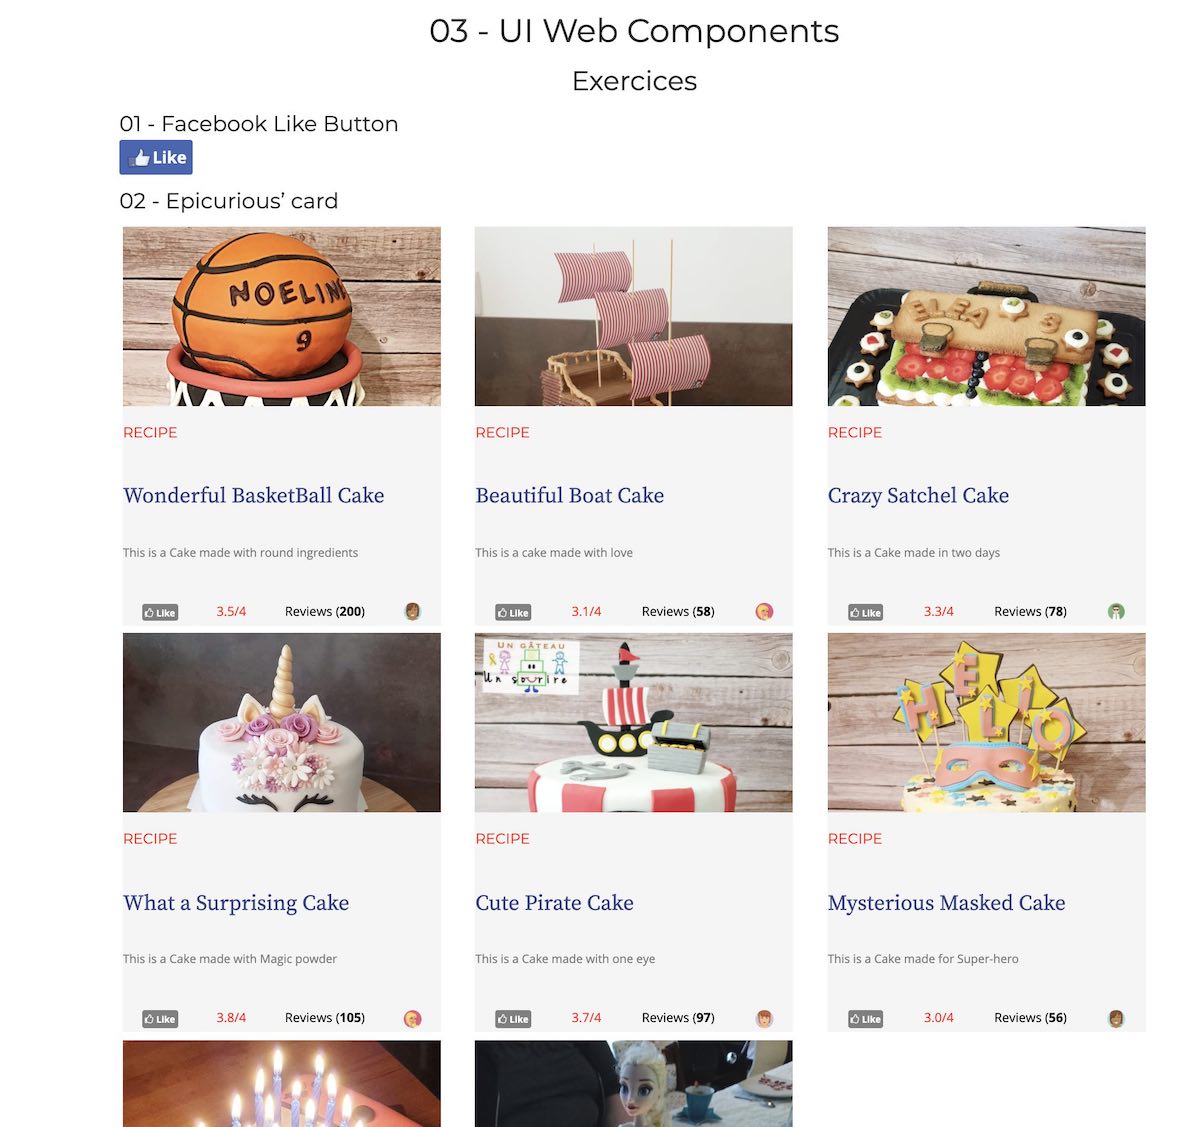 03 - UI Web Components
Exercices
01 - Facebook Like Button
Like
02 - Epicurious’ card
NOELIN
9
ELEA 8
RECIPE
RECIPE
RECIPE
Wonderful BasketBall Cake
Beautiful Boat Cake
Crazy Satchel Cake
This is a Cake made with round ingredients
This is a cake made with love
This is a Cake made in two days
Like 3.5/4 Reviews (200)
Like 3.1/4 Reviews (58)
Like 3.3/4 Reviews (78)
UN GÂTEAU
Un sourire
HELIO
RECIPE
RECIPE
RECIPE
What a Surprising Cake
Cute Pirate Cake
Mysterious Masked Cake
This is a Cake made with Magic powder
This is a Cake made with one eye
This is a Cake made for Super-hero
Like 3.8/4 Reviews (105)
Like 3.7/4 Reviews (97)
Like 3.0/4 Reviews (56)